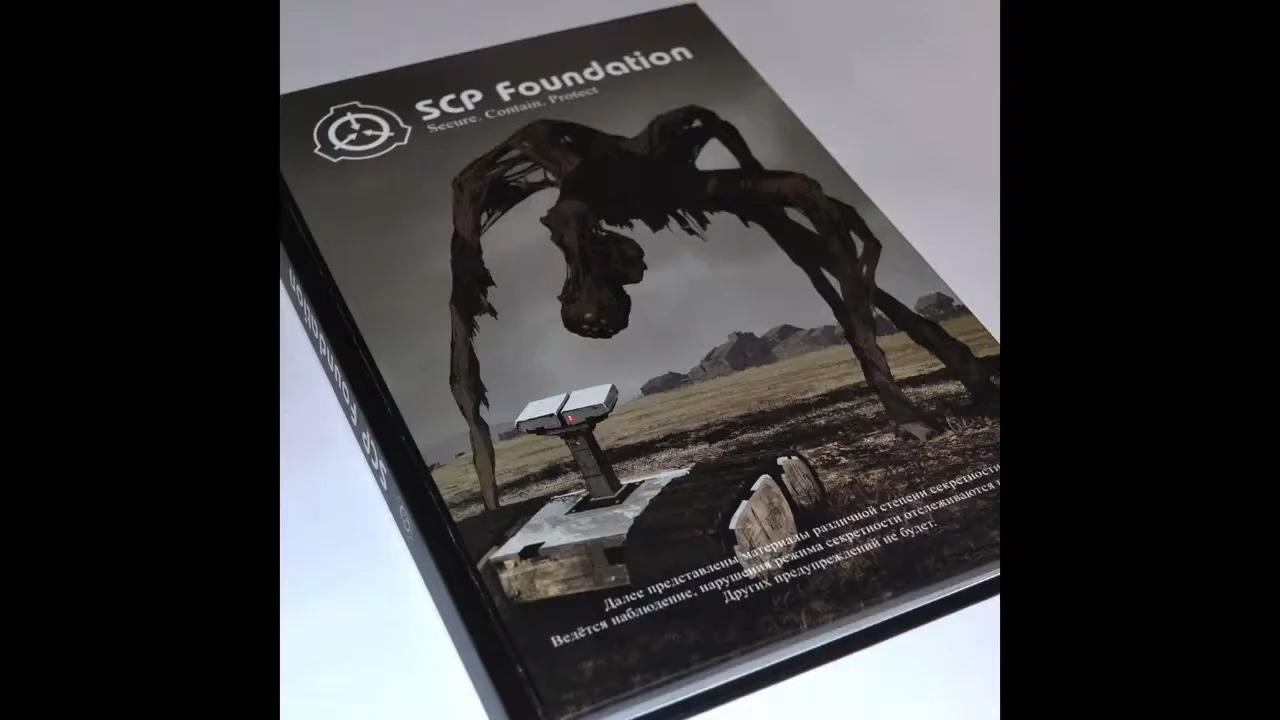 SCP Foundation
Secure. Contain. Protect
SCP Foundation
Далее представлены материалы различной степени секретности
Ведётся наблюдение, нарушения режима секретности отслеживаются
Других предупреждений не будет.